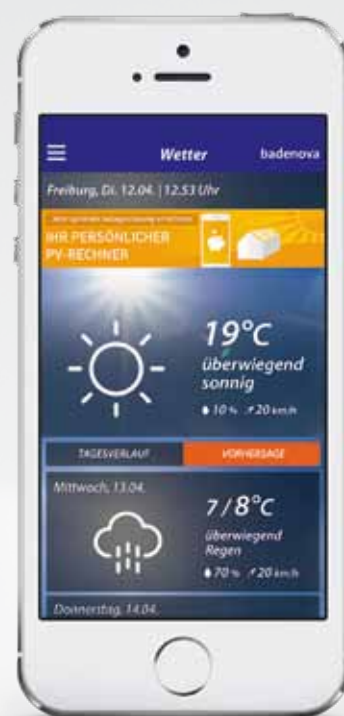 Wetter badenova
Freiburg, Di. 12.04. | 12.53 Uhr
IHR PERSÖNLICHER
PV-RECHNER
19°C
überwiegend
sonnig
10 % 20 km/h
TAGESVERLAUF VORHERSAGE
Mittwoch, 13.04.
7 / 8°C
überwiegend
Regen
70 % 20 km/h
Donnerstag, 14.04.